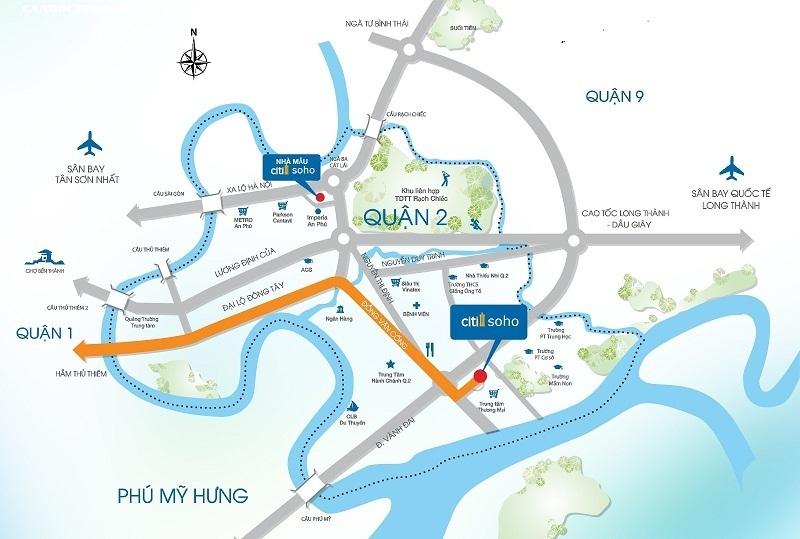 NGÃ TƯ BÌNH THÁI
SUỐI TIÊN
N
QUẬN 9
CẦU RẠCH CHIẾC
SÂN BAY
TÂN SƠN NHẤT
NHÀ MẪU
citi soho
NGÃ BA
CÁT LÁI
CẦU SÀI GÒN
XA LỘ HÀ NỘI
Khu liên hợp
TDTT Rạch Chiếc
SÂN BAY QUỐC TẾ
LONG THÀNH
METRO
An Phú
Parkson
Cantavil
Imperia
An Phú
QUẬN 2
CAO TỐC LONG THÀNH
- DẦU GIÂY
CẦU THỦ THIÊM
LƯƠNG ĐỊNH CỦA
NGUYỄN DUY TRINH
CHỢ BẾN THÀNH
ACG
NGUYỄN THỊ ĐỊNH
Siêu thị
Vinatex
Nhà Thiếu Nhi Q.2
Trường THCS
Giồng Ông Tố
CẦU THỦ THIÊM 2
Quảng Trường
Trung tâm
ĐẠI LỘ ĐÔNG TÂY
Ngân Hàng
BỆNH VIỆN
ĐỒNG VĂN CỐNG
citi soho
QUẬN 1
Trường
PT Trung Học
Trường
PT Cơ sở
HẦM THỦ THIÊM
Trung Tâm
Hành Chánh Q.2
Trường
Mầm Non
Trung tâm
Thương Mại
CLB
Du Thuyền
Đ. VÀNH ĐAI
PHÚ MỸ HƯNG
CẦU PHÚ MỸ